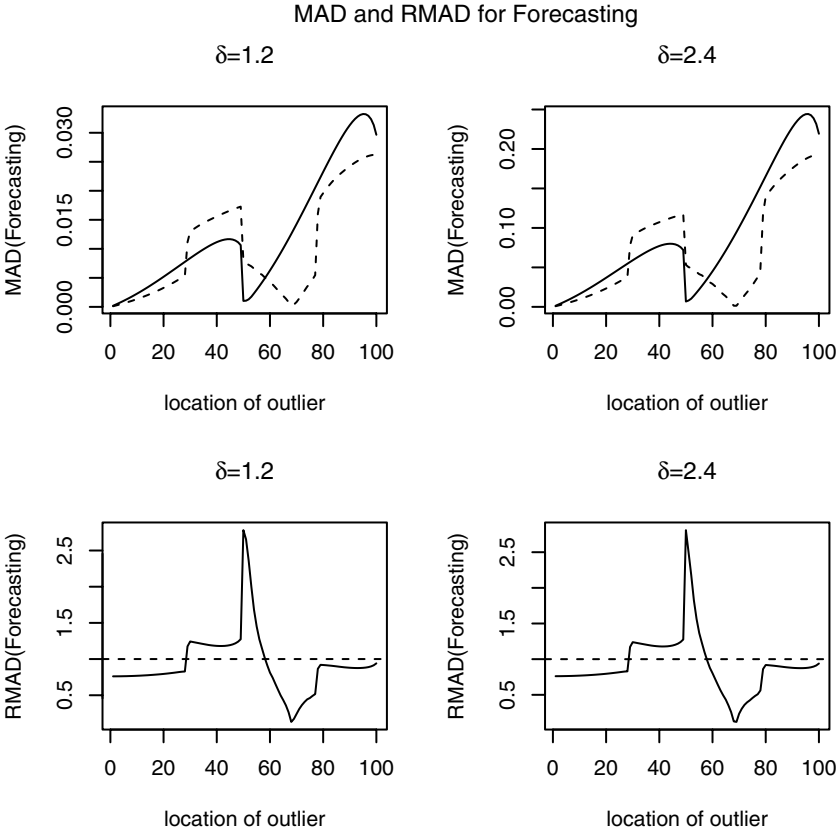 MAD and RMAD for Forecasting
δ=1.2
MAD(Forecasting)
0.000 0.015 0.030
0 20 40 60 80 100
location of outlier
δ=2.4
MAD(Forecasting)
0.00 0.10 0.20
0 20 40 60 80 100
location of outlier
δ=1.2
RMAD(Forecasting)
0.5 1.5 2.5
0 20 40 60 80 100
location of outlier
δ=2.4
RMAD(Forecasting)
0.5 1.5 2.5
0 20 40 60 80 100
location of outlier